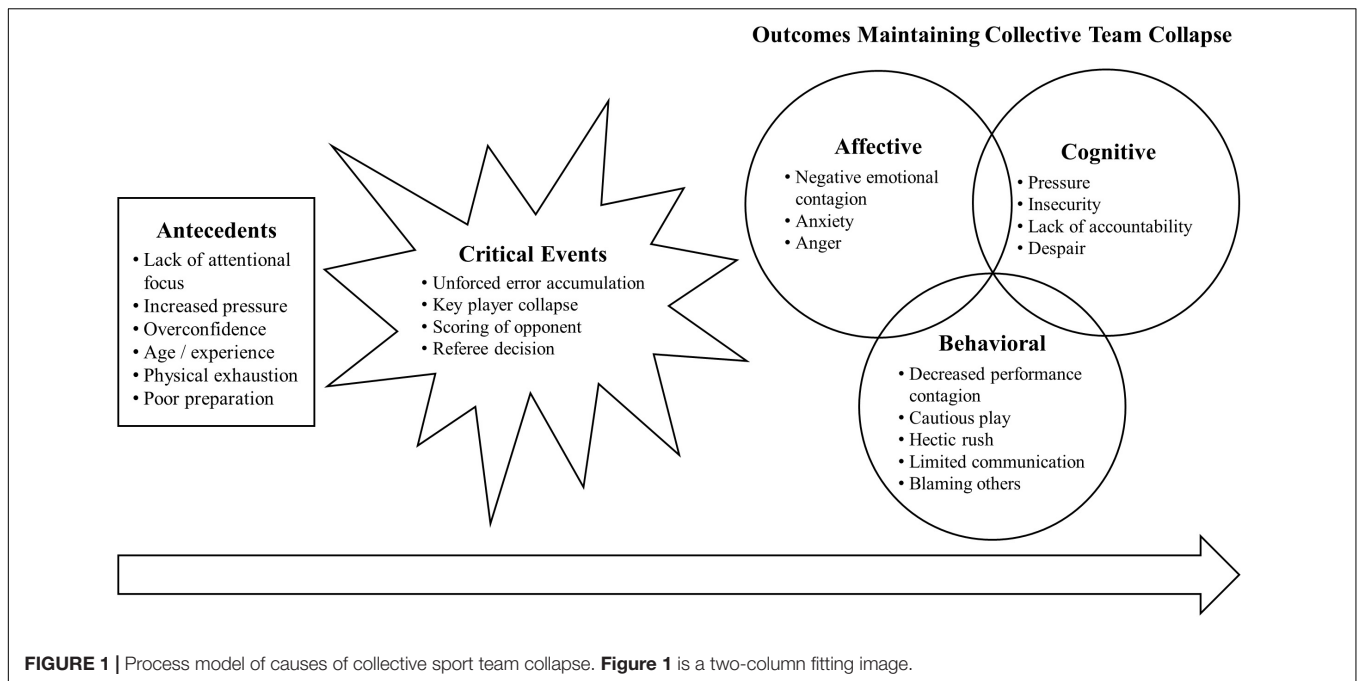 Outcomes Maintaining Collective Team Collapse
Antecedents
• Lack of attentional
focus
• Increased pressure
• Overconfidence
• Age / experience
• Physical exhaustion
• Poor preparation
Critical Events
• Unforced error accumulation
• Key player collapse
• Scoring of opponent
• Referee decision
Affective
• Negative emotional
contagion
• Anxiety
• Anger
Cognitive
• Pressure
• Insecurity
• Lack of accountability
• Despair
Behavioral
• Decreased performance
contagion
• Cautious play
• Hectic rush
• Limited communication
• Blaming others
FIGURE 1 | Process model of causes of collective sport team collapse. Figure 1 is a two-column fitting image.